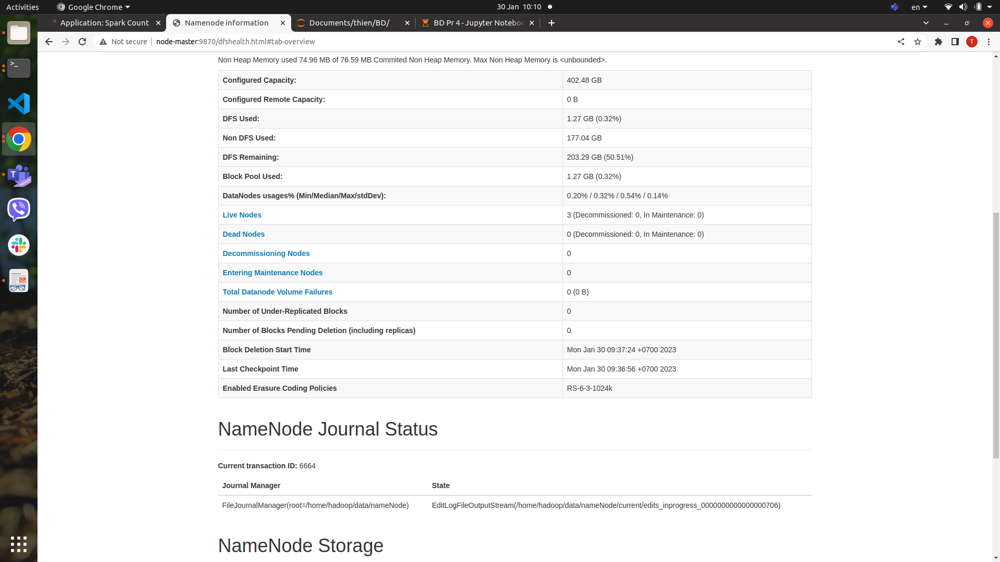 Activities
Google Chrome
30 Jan 10:10
en
Application: Spark Count
Namenode information
Documents/thien/BD/
BD Pr 4 - Jupyter Noteboo
Not secure
node-master:9870/dfshealth.html#tab-overview
T
Non Heap Memory used 74.96 MB of 76.59 MB Commited Non Heap Memory. Max Non Heap Memory is <unbounded>.
Configured Capacity: 402.48 GB
Configured Remote Capacity: 0 B
DFS Used: 1.27 GB (0.32%)
Non DFS Used: 177.04 GB
DFS Remaining: 203.29 GB (50.51%)
Block Pool Used: 1.27 GB (0.32%)
DataNodes usages% (Min/Median/Max/stdDev): 0.20% / 0.32% / 0.54% / 0.14%
Live Nodes 3 (Decommissioned: 0, In Maintenance: 0)
Dead Nodes 0 (Decommissioned: 0, In Maintenance: 0)
Decommissioning Nodes 0
Entering Maintenance Nodes 0
Total Datanode Volume Failures 0 (0 B)
Number of Under-Replicated Blocks 0
Number of Blocks Pending Deletion (including replicas) 0
Block Deletion Start Time Mon Jan 30 09:37:24 +0700 2023
Last Checkpoint Time Mon Jan 30 09:36:56 +0700 2023
Enabled Erasure Coding Policies RS-6-3-1024k
NameNode Journal Status
Current transaction ID: 6664
Journal Manager State
FileJournalManager(root=/home/hadoop/data/nameNode) EditLogFileOutputStream(/home/hadoop/data/nameNode/current/edits_inprogress_0000000000000000706)
NameNode Storage